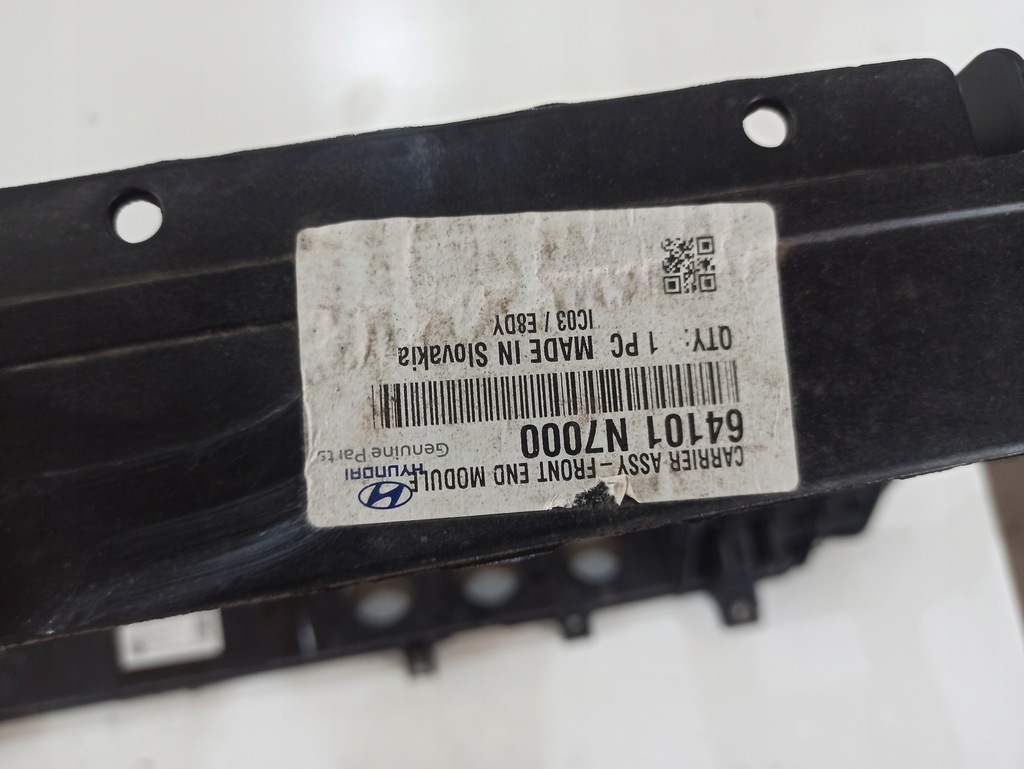 CARRIER ASSY-FRONT END MODULE
64101 N7000
HYUNDAI
Genuine Parts
QTY: 1 PC MADE IN Slovakia
IC03 / E8DY